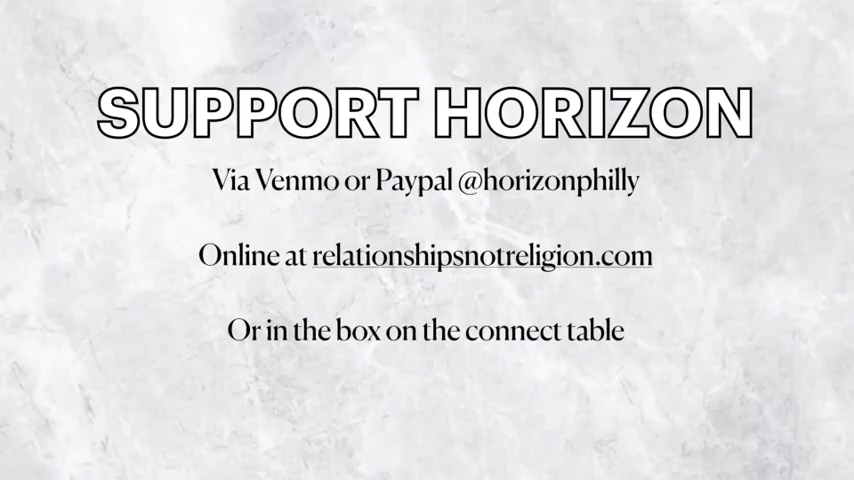 SUPPORT HORIZON
Via Venmo or Paypal @horizonphilly
Online at relationshipsnotreligion.com
Or in the box on the connect table